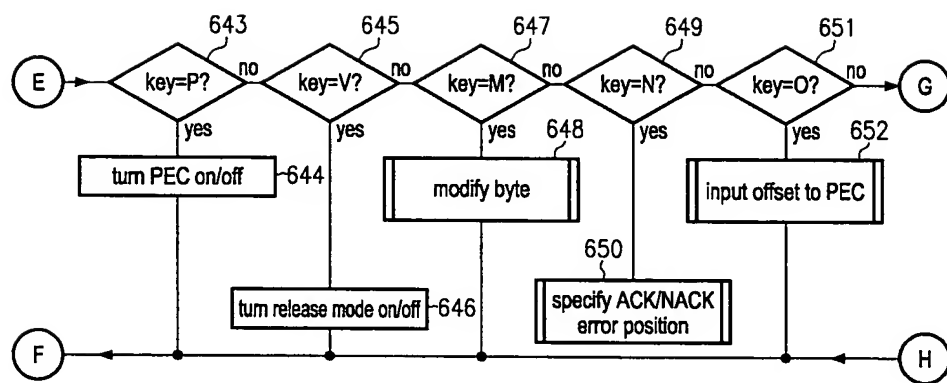 643
645
647
649
651
E
key=P?
no
key=V?
no
key=M?
no
key=N?
no
key=O?
no
G
yes
yes
yes
yes
yes
648
652
turn PEC on/off
644
modify byte
input offset to PEC
650
turn release mode on/off
646
specify ACK/NACK
error position
F
H